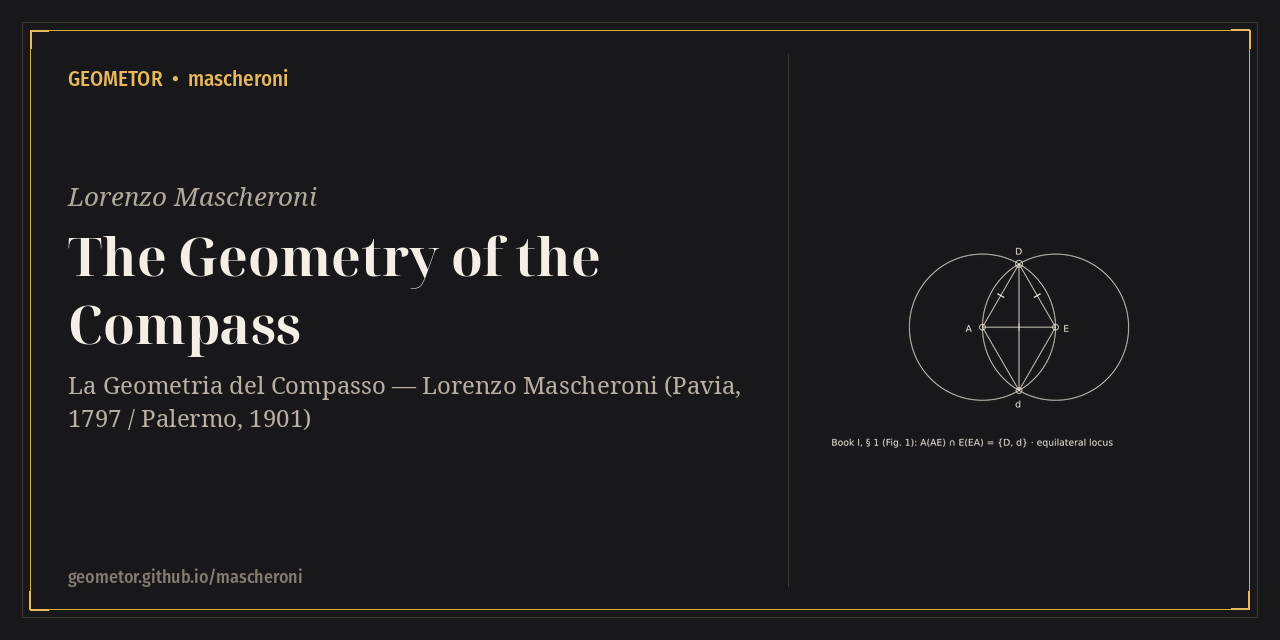 GEOMETOR • mascheroni
Lorenzo Mascheroni
The Geometry of the
Compass
La Geometria del Compasso — Lorenzo Mascheroni (Pavia,
1797 / Palermo, 1901)
geometor.github.io/mascheroni
D
A
E
d
Book I, § 1 (Fig. 1): A(AE) ∩ E(EA) = {D, d} · equilateral locus